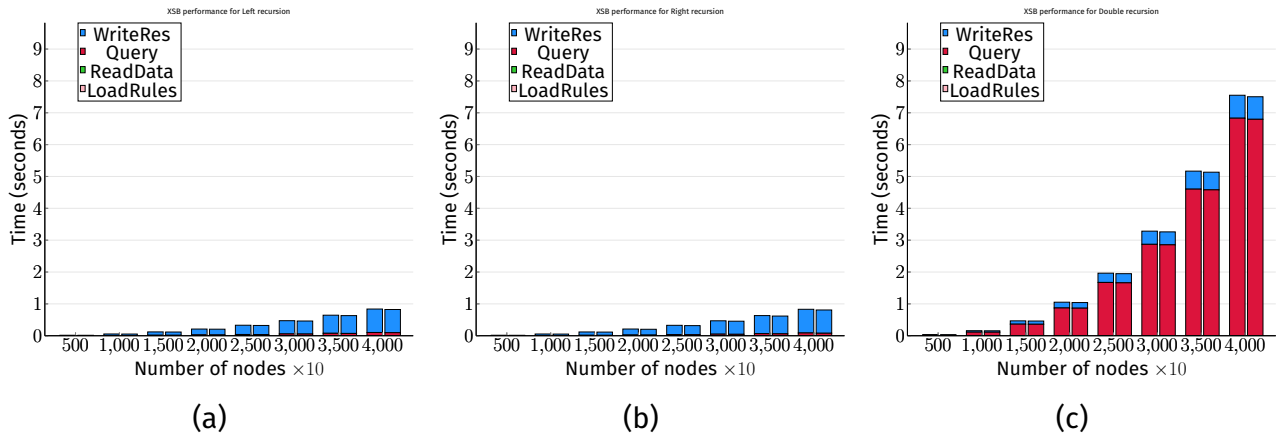 XSB performance for Left recursion
WriteRes
Query
ReadData
LoadRules
9
8
7
6
5
4
3
2
1
0
Time (seconds)
500 1,000 1,500 2,000 2,500 3,000 3,500 4,000
Number of nodes ×10
(a)
XSB performance for Right recursion
WriteRes
Query
ReadData
LoadRules
9
8
7
6
5
4
3
2
1
0
Time (seconds)
500 1,000 1,500 2,000 2,500 3,000 3,500 4,000
Number of nodes ×10
(b)
XSB performance for Double recursion
WriteRes
Query
ReadData
LoadRules
9
8
7
6
5
4
3
2
1
0
Time (seconds)
500 1,000 1,500 2,000 2,500 3,000 3,500 4,000
Number of nodes ×10
(c)